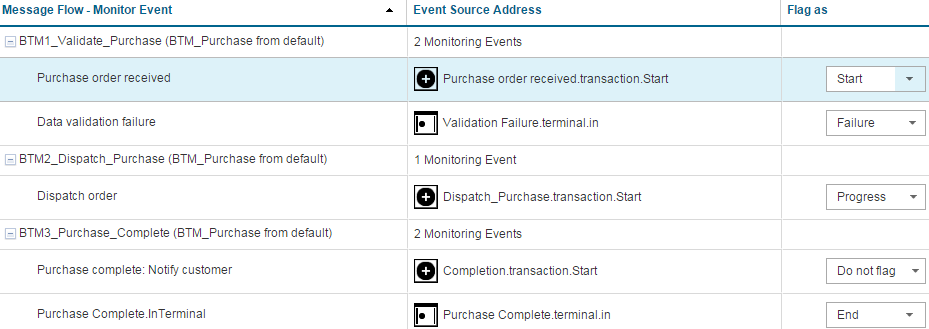 Message Flow - Monitor Event Event Source Address Flag as
BTM1_Validate_Purchase (BTM_Purchase from default) 2 Monitoring Events
Purchase order received Purchase order received.transaction.Start Start
Data validation failure Validation Failure.terminal.in Failure
BTM2_Dispatch_Purchase (BTM_Purchase from default) 1 Monitoring Event
Dispatch order Dispatch_Purchase.transaction.Start Progress
BTM3_Purchase_Complete (BTM_Purchase from default) 2 Monitoring Events
Purchase complete: Notify customer Completion.transaction.Start Do not flag
Purchase Complete.InTerminal Purchase Complete.terminal.in End